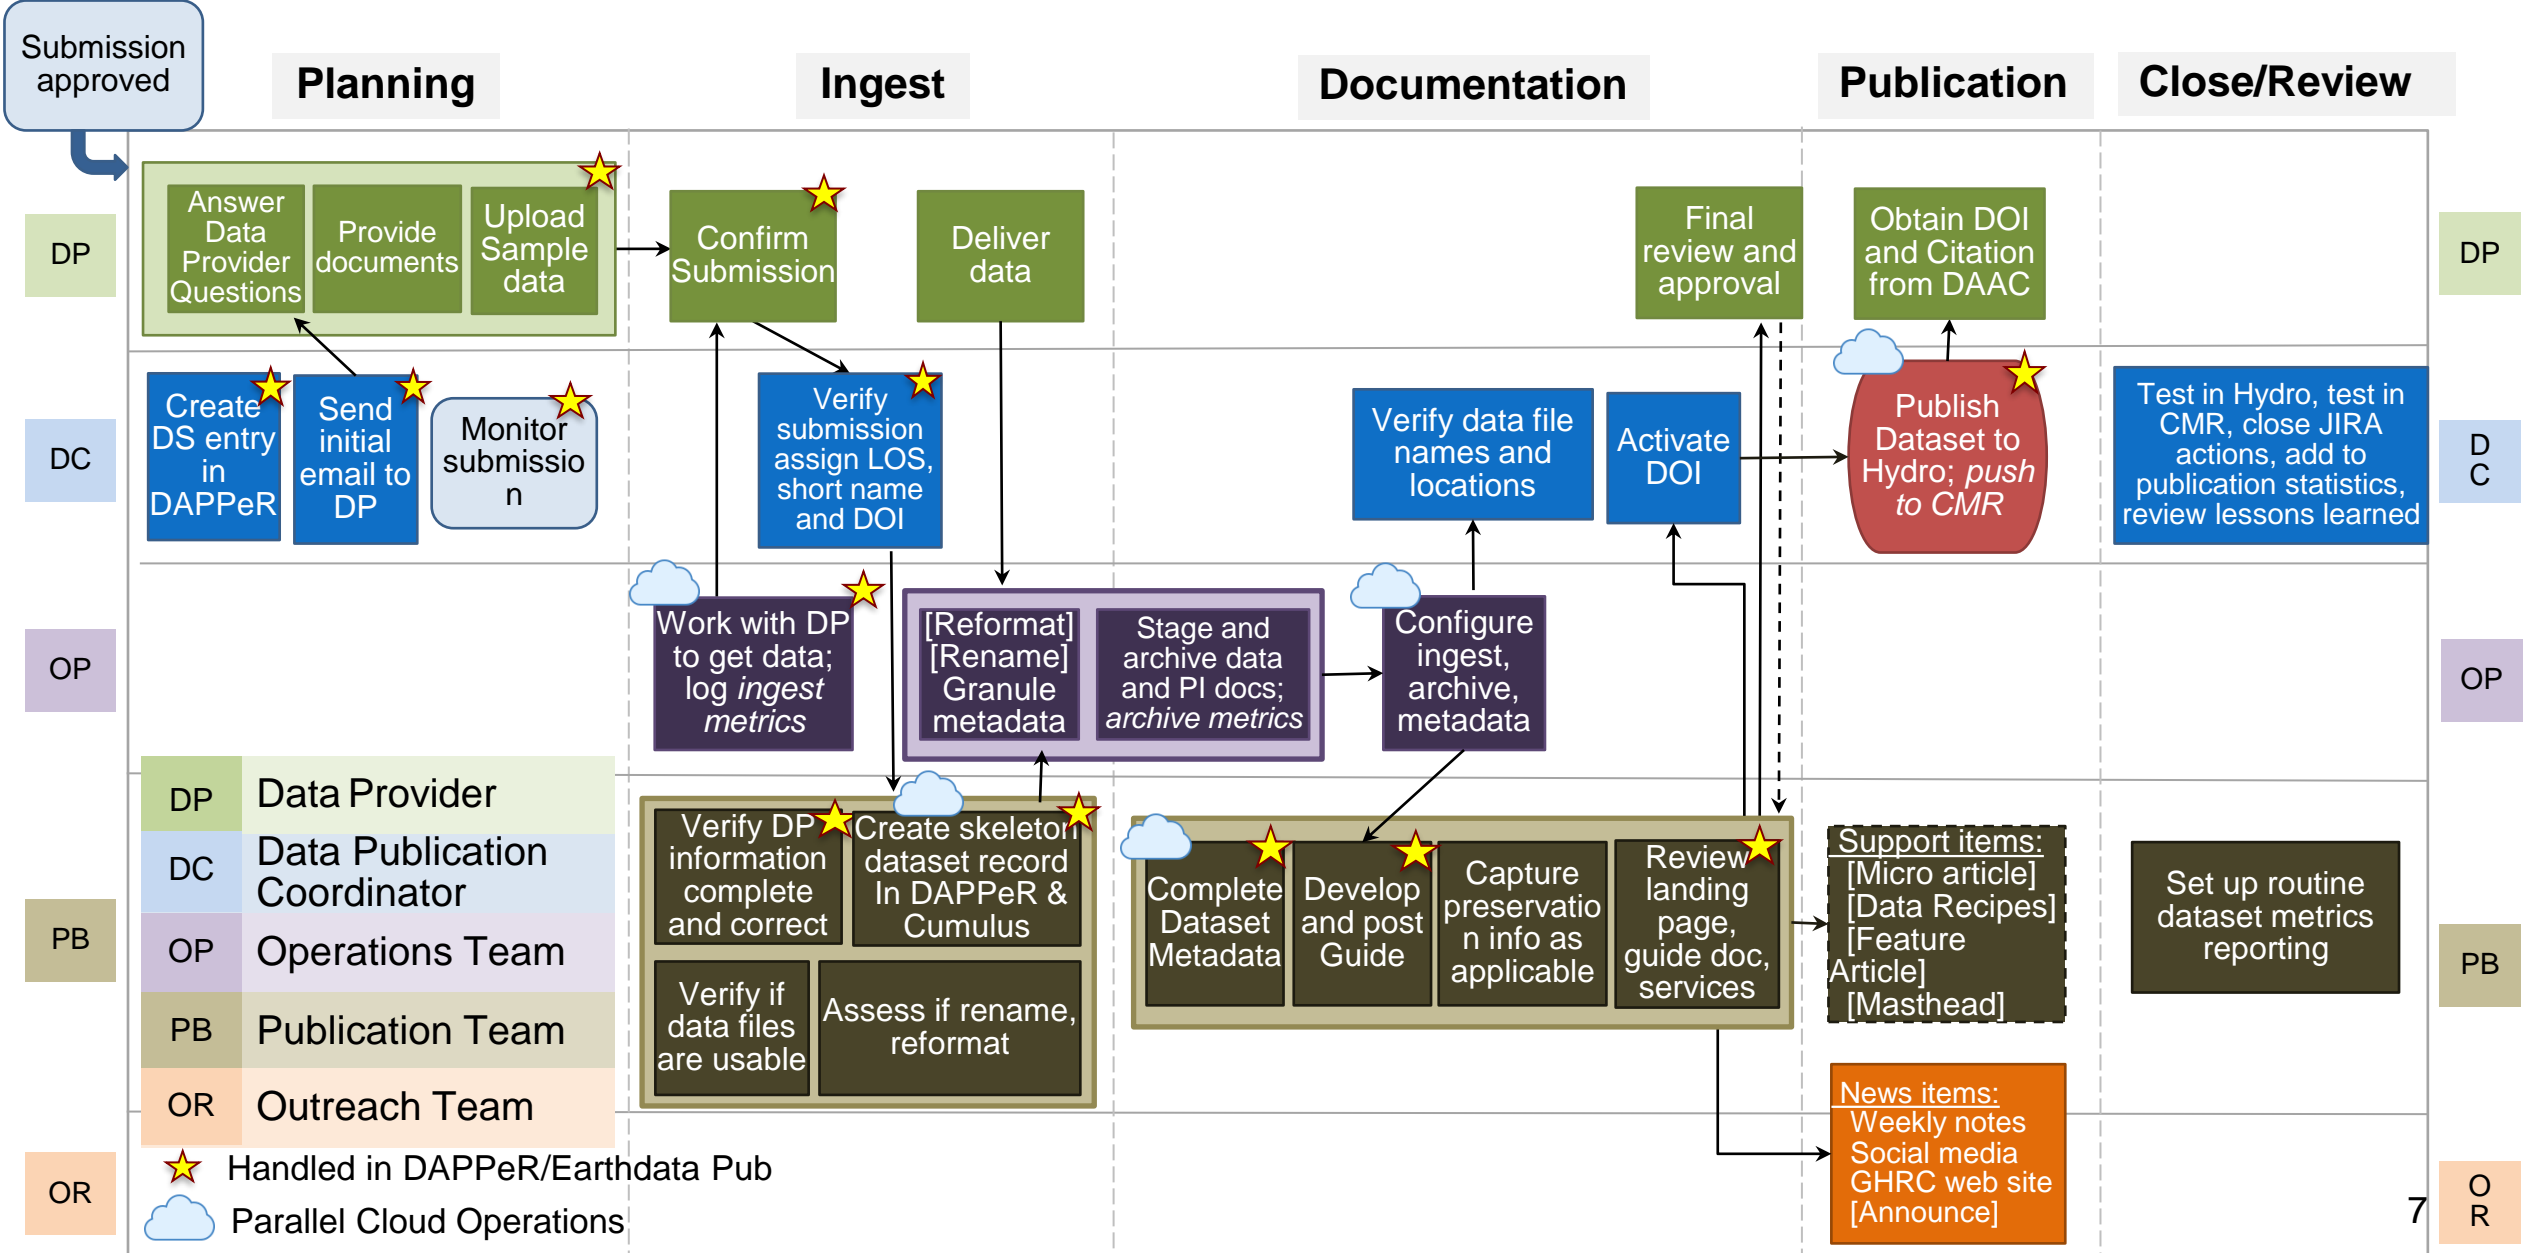 Submission
approved
Planning
Ingest
Documentation
Publication
Close/Review
DP
Answer
Data
Provider
Questions
Provide
documents
Upload
Sample
data
Confirm
Submission
Deliver
data
Final
review and
approval
Obtain DOI
and Citation
from DAAC
DP
DC
Create
DS entry
in
DAPPeR
Send
initial
email to
DP
Monitor
submissio
n
Verify
submission
assign LOS,
short name
and DOI
Verify data file
names and
locations
Activate
DOI
Publish
Dataset to
Hydro; push
to CMR
Test in Hydro, test in
CMR, close JIRA
actions, add to
publication statistics,
review lessons learned
D
C
OP
Work with DP
to get data;
log ingest
metrics
[Reformat]
[Rename]
Granule
metadata
Stage and
archive data
and PI docs;
archive metrics
Configure
ingest,
archive,
metadata
OP
DP
Data Provider
DC
Data Publication
Coordinator
OP
Operations Team
PB
Publication Team
OR
Outreach Team
PB
Verify DP
information
complete
and correct
Create skeleton
dataset record
In DAPPeR &
Cumulus
Verify if
data files
are usable
Assess if rename,
reformat
Complete
Dataset
Metadata
Develop
and post
Guide
Capture
preservatio
n info as
applicable
Review
landing
page,
guide doc,
services
Support items:
[Micro article]
[Data Recipes]
[Feature
Article]
[Masthead]
Set up routine
dataset metrics
reporting
PB
OR
Handled in DAPPeR/Earthdata Pub
Parallel Cloud Operations
News items:
Weekly notes
Social media
GHRC web site
[Announce]
7
O
R